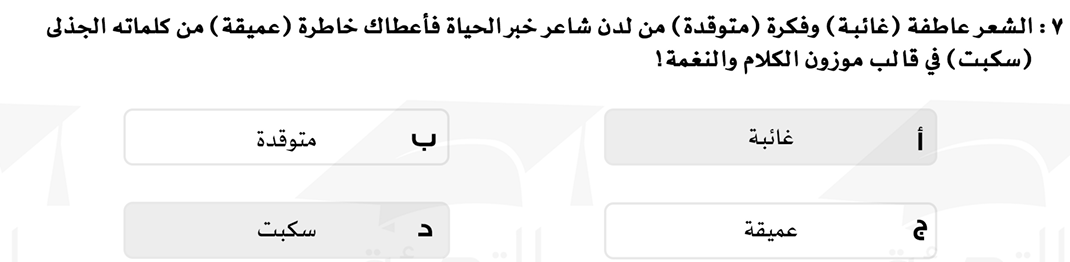 ٧ : الشعر عاطفة (غائبة) وفكرة (متوقدة) من لدن شاعر خبر الحياة فأعطاك خاطرة (عميقة) من كلماته الجذلى
(سكبت) في قالب موزون الكلام والنغمة!
أ غائبة
ب متوقدة
ج عميقة
د سكبت